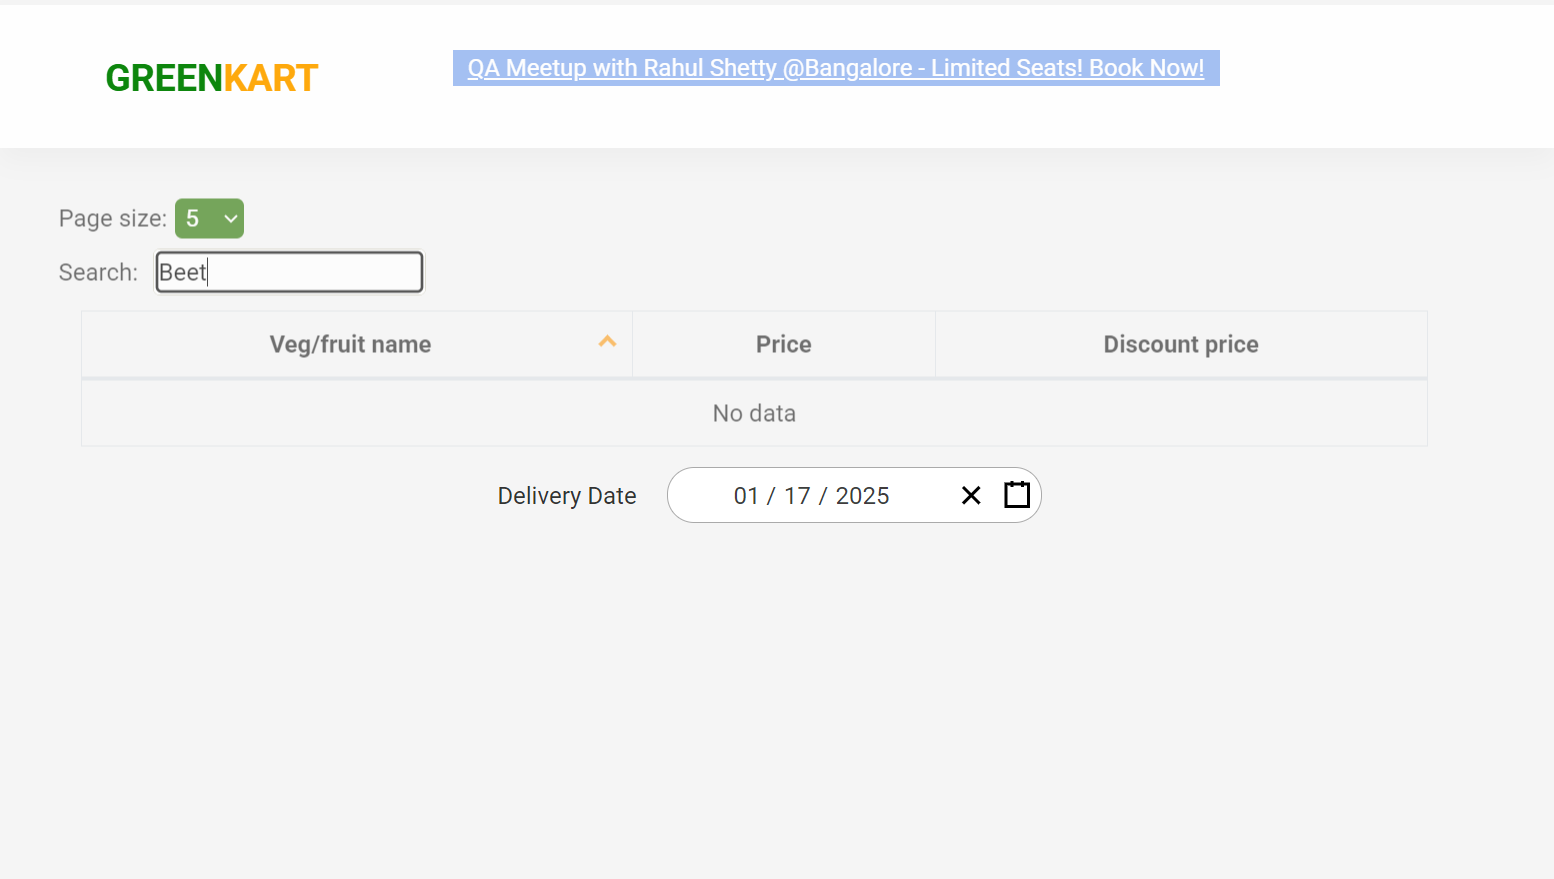 GREENKART
QA Meetup with Rahul Shetty @Bangalore - Limited Seats! Book Now!
Page size: 5
Search: Beet
Veg/fruit name Price Discount price
No data
Delivery Date 01 / 17 / 2025